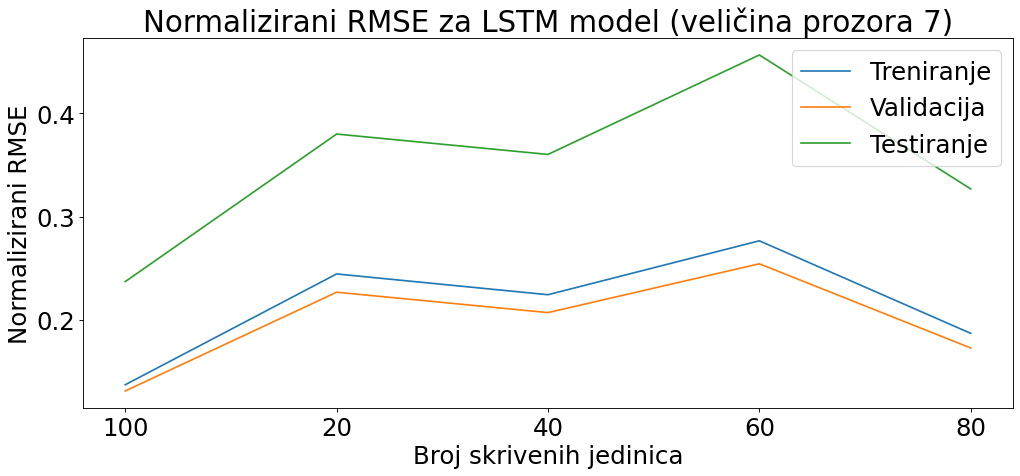 Normalizirani RMSE za LSTM model (veličina prozora 7)
Treniranje
Validacija
Testiranje
Normalizirani RMSE
0.4
0.3
0.2
100 20 40 60 80
Broj skrivenih jedinica